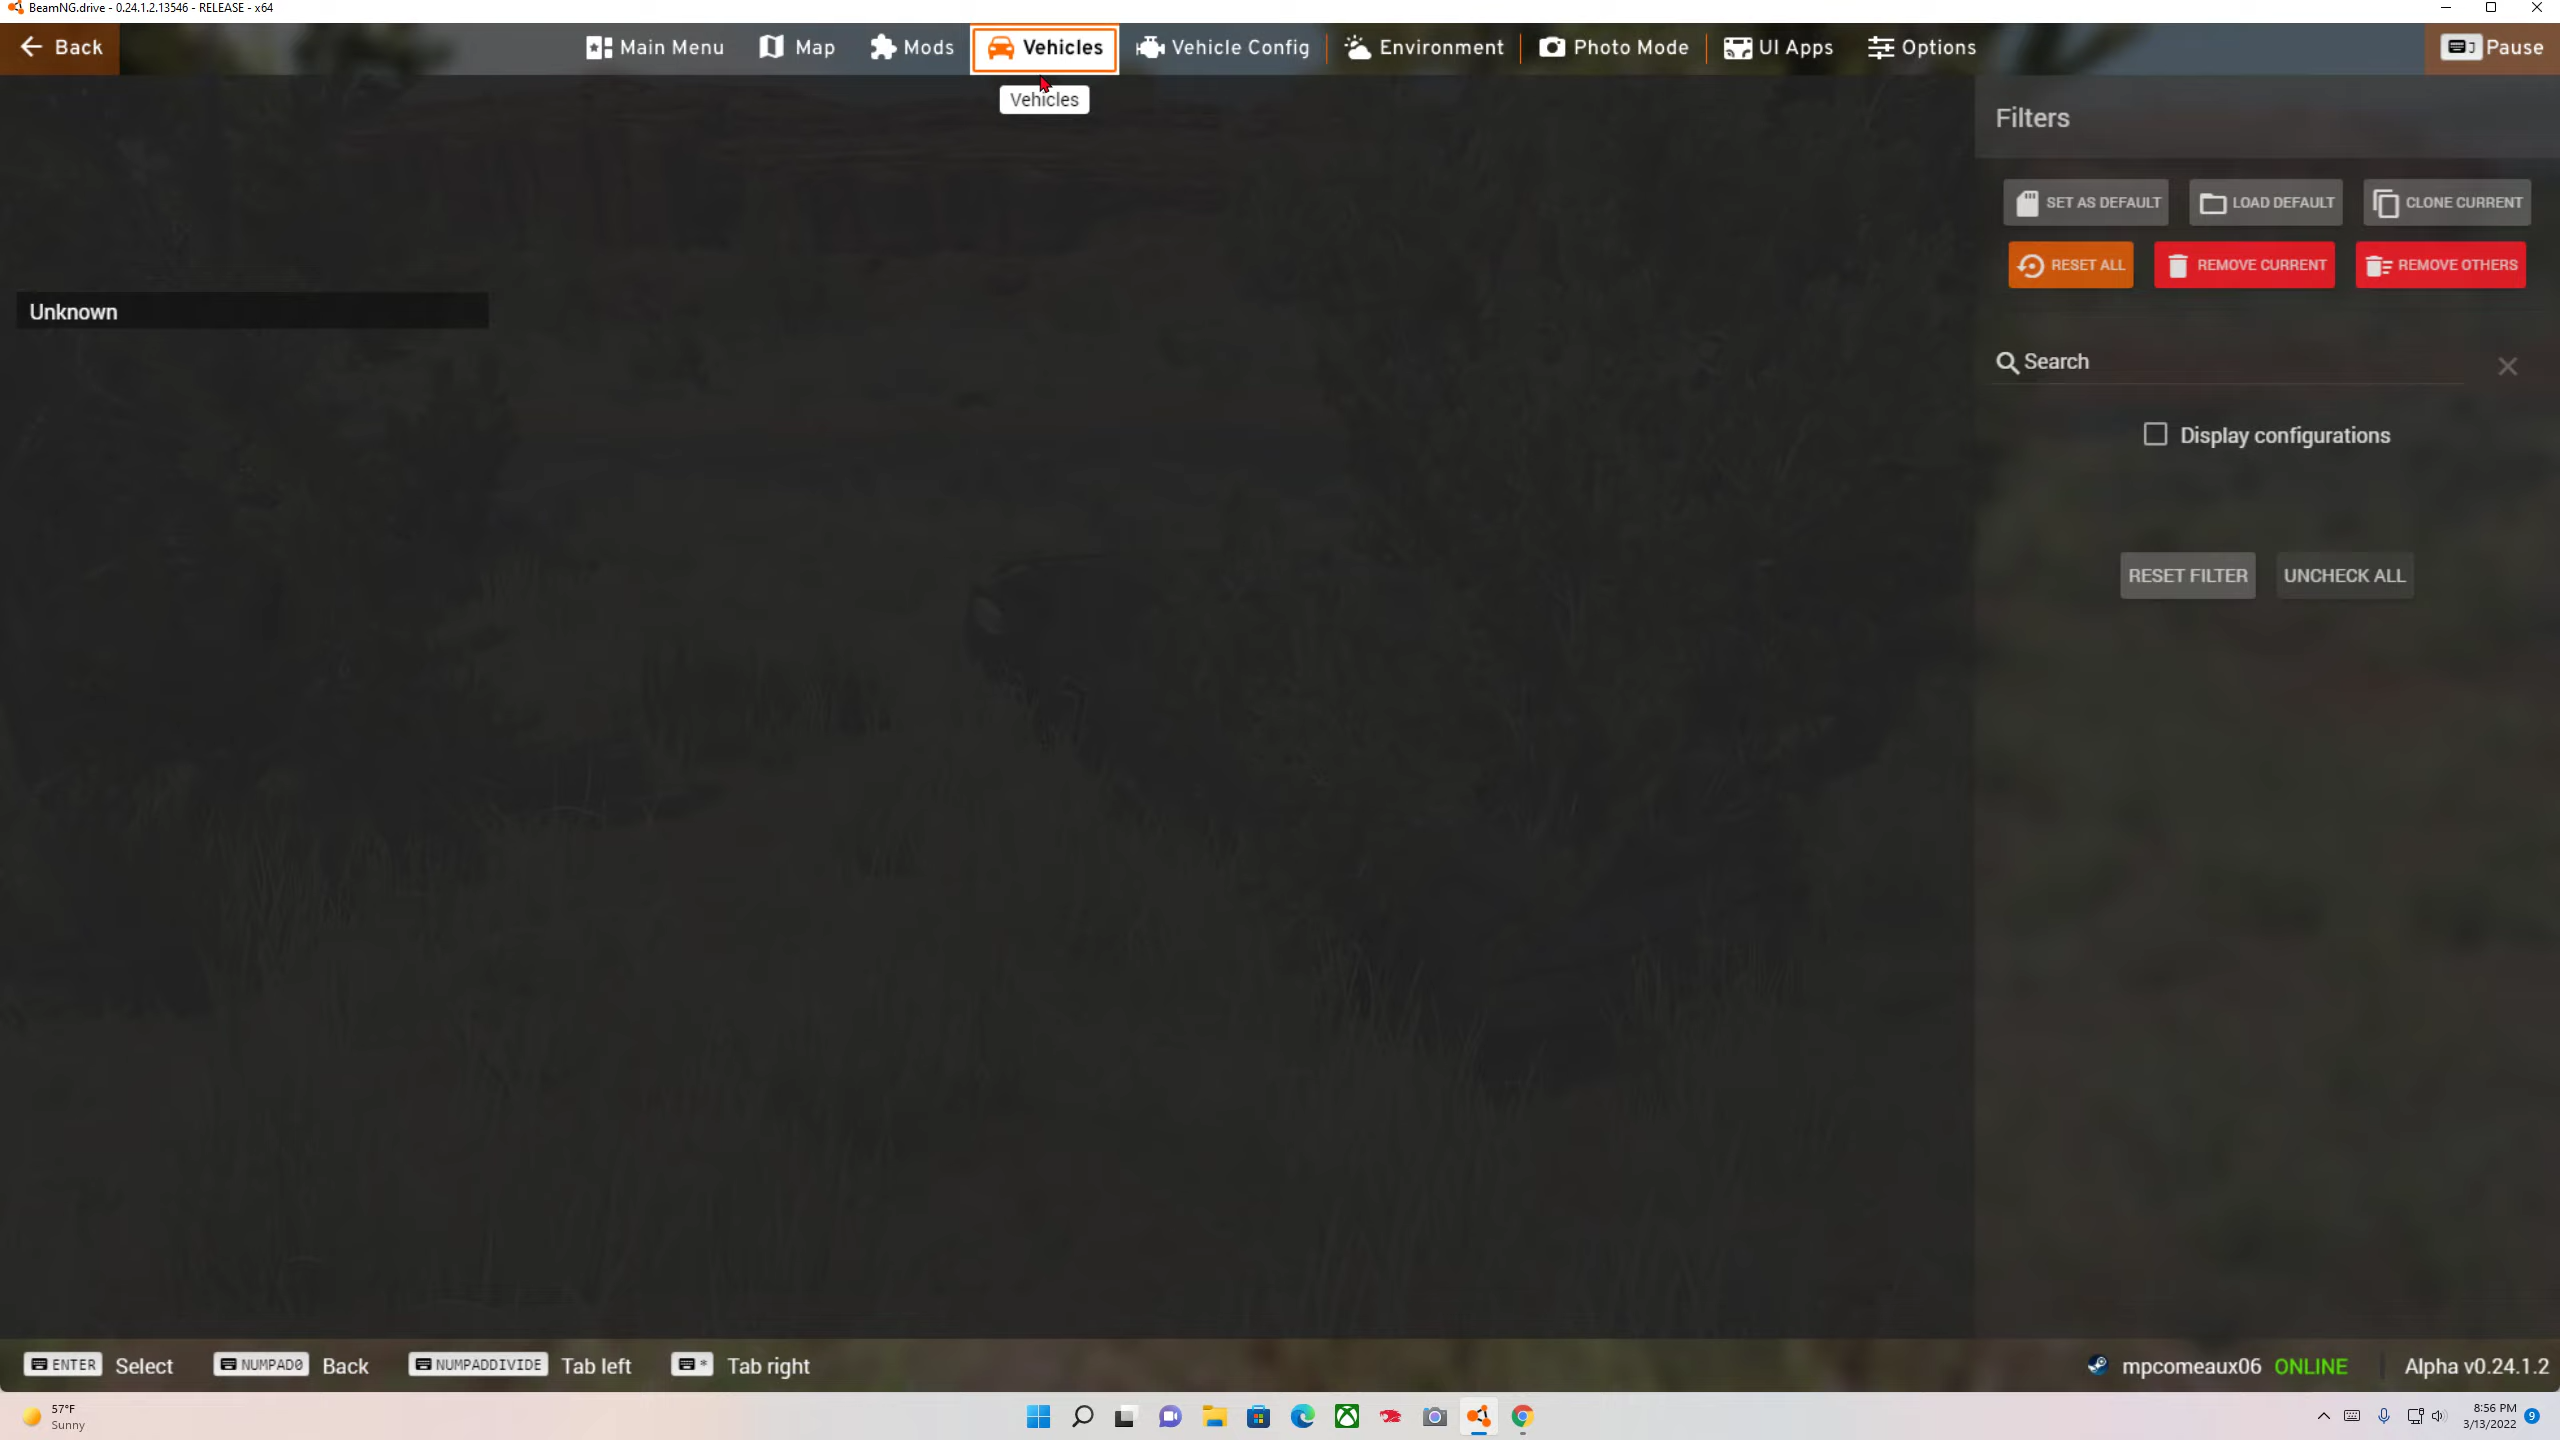 BeamNG.drive - 0.24.1.2.13546 - RELEASE - x64
Back
Main Menu
Map
Mods
Vehicles
Vehicle Config
Environment
Photo Mode
UI Apps
Options
J
Pause
Vehicles
Filters
SET AS DEFAULT
LOAD DEFAULT
CLONE CURRENT
RESET ALL
REMOVE CURRENT
REMOVE OTHERS
Unknown
Search
Display configurations
RESET FILTER
UNCHECK ALL
ENTER Select
NUMPAD0 Back
NUMPADDIVIDE Tab left
* Tab right
mpcomeaux06 ONLINE
Alpha v0.24.1.2
57°F
Sunny
8:56 PM
3/13/2022
9